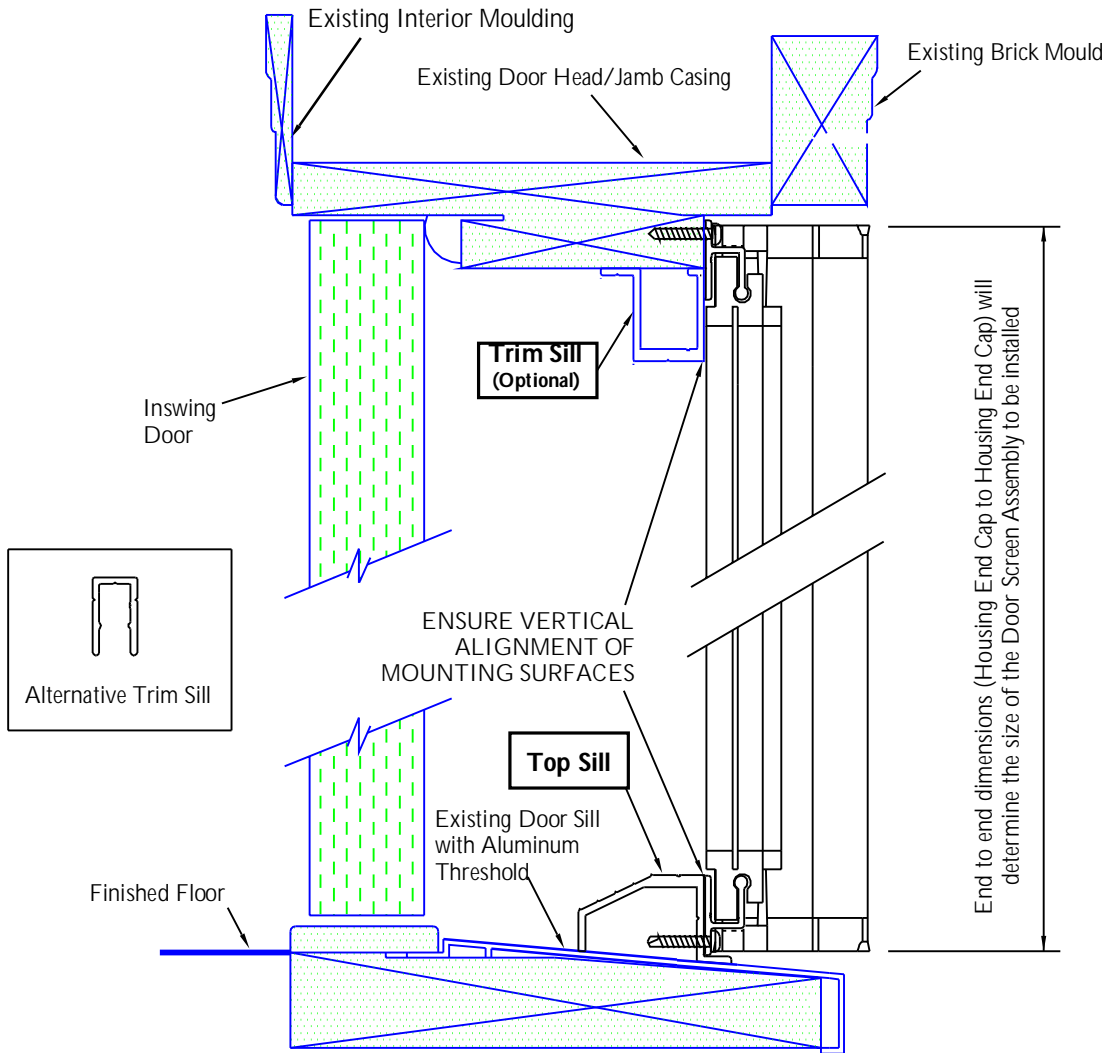 Existing Interior Moulding
Existing Brick Mould
Existing Door Head/Jamb Casing
Trim Sill
(Optional)
Inswing
Door
End to end dimensions (Housing End Cap to Housing End Cap) will
determine the size of the Door Screen Assembly to be installed
ENSURE VERTICAL
ALIGNMENT OF
MOUNTING SURFACES
Alternative Trim Sill
Top Sill
Existing Door Sill
with Aluminum
Threshold
Finished Floor